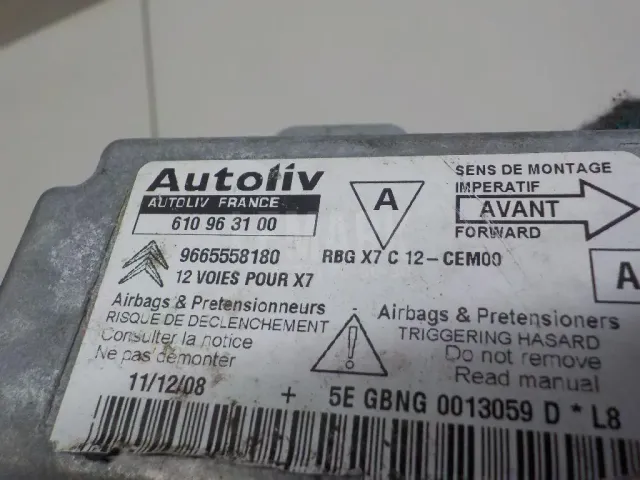 Autoliv
AUTOLIV FRANCE
610 96 31 00
9665558180
12 VOIES POUR X7
A
RBG X7 C 12-CEM00
SENS DE MONTAGE
IMPERATIF
AVANT
FORWARD
A
Airbags & Pretensionneurs
RISQUE DE DECLENCHEMENT
Consulter la notice
Ne pas démonter
!
Airbags & Pretensioners
TRIGGERING HASARD
Do not remove
Read manual
11/12/08
+ 5E GBNG 0013059 D * L8